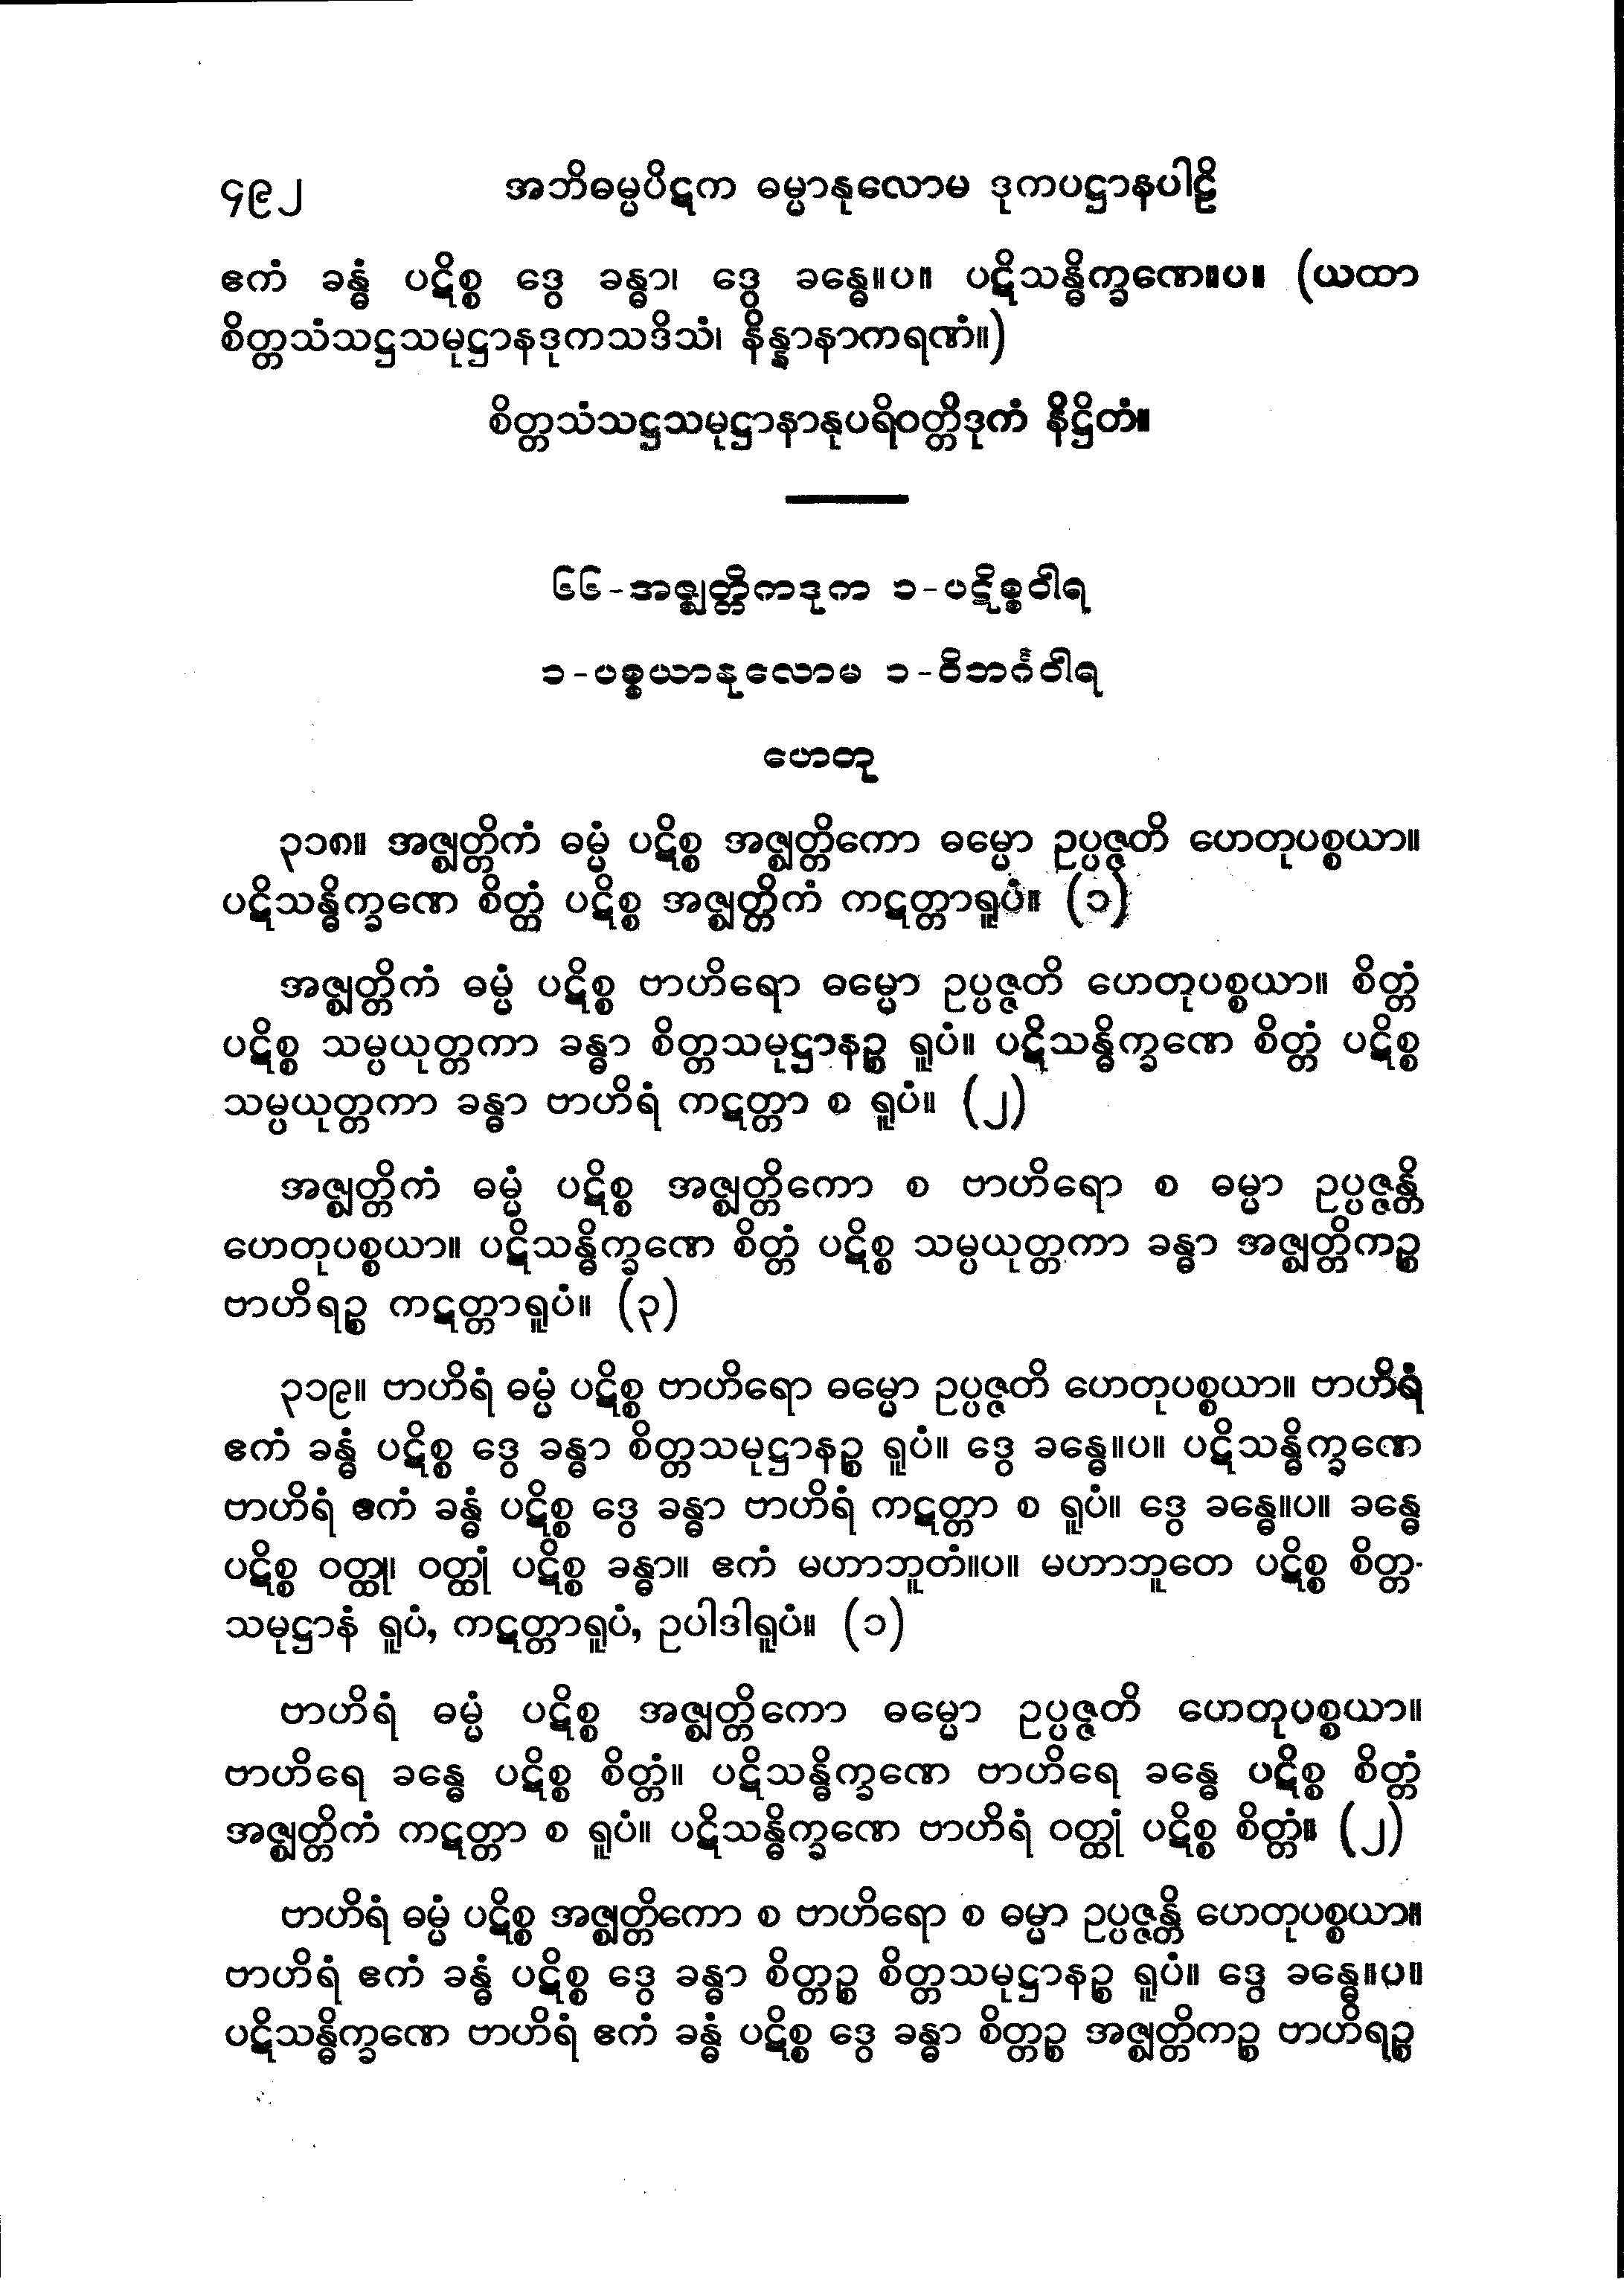 ၄၉၂ အဘိဓမ္မပိဋက ဓမ္မာနုလောမ ဒုကပဋ္ဌာနပါဠိ
ဧကံ ခန္ဓံ ပဋိစ္စ ဒွေ ခန္ဓာ၊ ဒွေ ခန္ဓေ။ပ။ ပဋိသန္ဓိက္ခဏေ။ပ။ (ယထာ
စိတ္တသံသဋ္ဌသမုဋ္ဌာနဒုကသဒိသံ၊ နိန္နာနာကရဏံ။)
စိတ္တသံသဋ္ဌသမုဋ္ဌာနာနုပရိဝတ္တိဒုကံ နိဋ္ဌိတံ။
၆၆-အဇ္ဈတ္တိကဒုက ၁-ပဋိစ္စဝါရ
၁-ပစ္စယာနုလောမ ၁-ဝိဘင်္ဂဝါရ
ဟေတု
၃၁၈။ အဇ္ဈတ္တိကံ ဓမ္မံ ပဋိစ္စ အဇ္ဈတ္တိကော ဓမ္မော ဥပ္ပဇ္ဇတိ ဟေတုပစ္စယာ။
ပဋိသန္ဓိက္ခဏေ စိတ္တံ ပဋိစ္စ အဇ္ဈတ္တိကံ ကဋတ္တာရူပံ။ (၁)
အဇ္ဈတ္တိကံ ဓမ္မံ ပဋိစ္စ ဗာဟိရော ဓမ္မော ဥပ္ပဇ္ဇတိ ဟေတုပစ္စယာ။ စိတ္တံ
ပဋိစ္စ သမ္ပယုတ္တကာ ခန္ဓာ စိတ္တသမုဋ္ဌာနဉ္စ ရူပံ။ ပဋိသန္ဓိက္ခဏေ စိတ္တံ ပဋိစ္စ
သမ္ပယုတ္တကာ ခန္ဓာ ဗာဟိရံ ကဋတ္တာ စ ရူပံ။ (၂)
အဇ္ဈတ္တိကံ ဓမ္မံ ပဋိစ္စ အဇ္ဈတ္တိကော စ ဗာဟိရော စ ဓမ္မာ ဥပ္ပဇ္ဇန္တိ
ဟေတုပစ္စယာ။ ပဋိသန္ဓိက္ခဏေ စိတ္တံ ပဋိစ္စ သမ္ပယုတ္တကာ ခန္ဓာ အဇ္ဈတ္တိကဉ္စ
ဗာဟိရဉ္စ ကဋတ္တာရူပံ။ (၃)
၃၁၉။ ဗာဟိရံ ဓမ္မံ ပဋိစ္စ ဗာဟိရော ဓမ္မော ဥပ္ပဇ္ဇတိ ဟေတုပစ္စယာ။ ဗာဟိရံ
ဧကံ ခန္ဓံ ပဋိစ္စ ဒွေ ခန္ဓာ စိတ္တသမုဋ္ဌာနဉ္စ ရူပံ။ ဒွေ ခန္ဓေ။ပ။ ပဋိသန္ဓိက္ခဏေ
ဗာဟိရံ ဧကံ ခန္ဓံ ပဋိစ္စ ဒွေ ခန္ဓာ ဗာဟိရံ ကဋတ္တာ စ ရူပံ။ ဒွေ ခန္ဓေ။ပ။ ခန္ဓေ
ပဋိစ္စ ဝတ္ထု၊ ဝတ္ထုံ ပဋိစ္စ ခန္ဓာ။ ဧကံ မဟာဘူတံ။ပ။ မဟာဘူတေ ပဋိစ္စ စိတ္တ-
သမုဋ္ဌာနံ ရူပံ, ကဋတ္တာရူပံ, ဥပါဒါရူပံ။ (၁)
ဗာဟိရံ ဓမ္မံ ပဋိစ္စ အဇ္ဈတ္တိကော ဓမ္မော ဥပ္ပဇ္ဇတိ ဟေတုပစ္စယာ။
ဗာဟိရေ ခန္ဓေ ပဋိစ္စ စိတ္တံ။ ပဋိသန္ဓိက္ခဏေ ဗာဟိရေ ခန္ဓေ ပဋိစ္စ စိတ္တံ
အဇ္ဈတ္တိကံ ကဋတ္တာ စ ရူပံ။ ပဋိသန္ဓိက္ခဏေ ဗာဟိရံ ဝတ္ထုံ ပဋိစ္စ စိတ္တံ။ (၂)
ဗာဟိရံ ဓမ္မံ ပဋိစ္စ အဇ္ဈတ္တိကော စ ဗာဟိရော စ ဓမ္မာ ဥပ္ပဇ္ဇန္တိ ဟေတုပစ္စယာ။
ဗာဟိရံ ဧကံ ခန္ဓံ ပဋိစ္စ ဒွေ ခန္ဓာ စိတ္တဉ္စ စိတ္တသမုဋ္ဌာနဉ္စ ရူပံ။ ဒွေ ခန္ဓေ။ပ။
ပဋိသန္ဓိက္ခဏေ ဗာဟိရံ ဧကံ ခန္ဓံ ပဋိစ္စ ဒွေ ခန္ဓာ စိတ္တဉ္စ အဇ္ဈတ္တိကဉ္စ ဗာဟိရဉ္စ